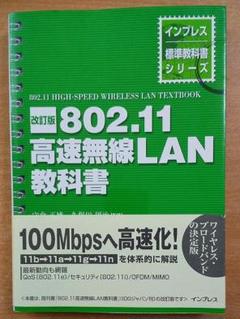 インプレス
標準教科書
シリーズ
802.11 HIGH-SPEED WIRELESS LAN TEXTBOOK
改訂版
802.11
高速無線LAN
教科書
ワイヤレス・
ブロードバンド
の決定版
100Mbpsへ高速化!
11b→11a→11g→11n
を体系的に解説
最新動向も網羅
QoS(802.11e)/セキュリティ(802.11i)/OFDM/MIMO
インプレス